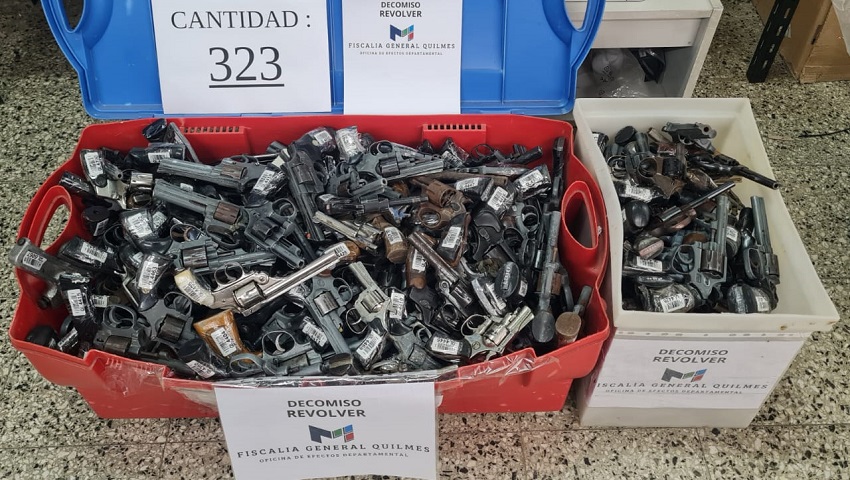 CANTIDAD :
323
DECOMISO
REVOLVER
FISCALIA GENERAL QUILMES
OFICINA DE EFECTOS DEPARTAMENTAL
DECOMISO
REVOLVER
FISCALIA GENERAL QUILMES
OFICINA DE EFECTOS DEPARTAMENTAL
DECOMISO
REVOLVER
FISCALIA GENERAL QUILMES
OFICINA DE EFECTOS DEPARTAMENTAL